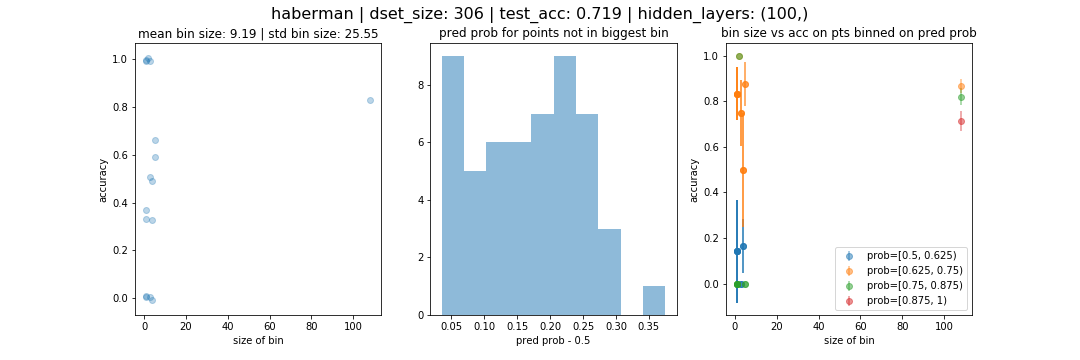 haberman | dset_size: 306 | test_acc: 0.719 | hidden_layers: (100,)
mean bin size: 9.19 | std bin size: 25.55
1.0
0.8
0.6
0.4
0.2
0.0
accuracy
0
20
40
60
80
100
size of bin
pred prob for points not in biggest bin
8
6
4
2
0
0.05
0.10
0.15
0.20
0.25
0.30
0.35
pred prob - 0.5
bin size vs acc on pts binned on pred prob
1.0
0.8
0.6
0.4
0.2
0.0
accuracy
prob=[0.5, 0.625)
prob=[0.625, 0.75)
prob=[0.75, 0.875)
prob=[0.875, 1)
0
20
40
60
80
100
size of bin